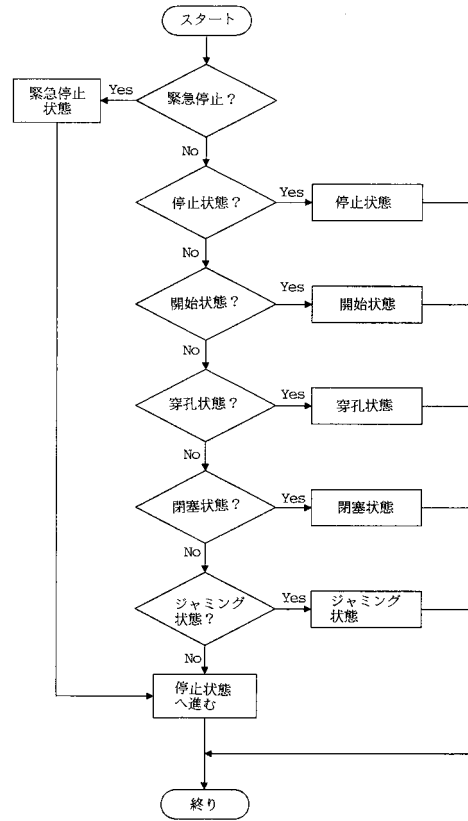 スタート
緊急停止?
Yes
緊急停止
状態
No
停止状態?
Yes
停止状態
No
開始状態?
Yes
開始状態
No
穿孔状態?
Yes
穿孔状態
No
閉塞状態?
Yes
閉塞状態
No
ジャミング
状態?
Yes
ジャミング
状態
No
停止状態
へ進む
終り